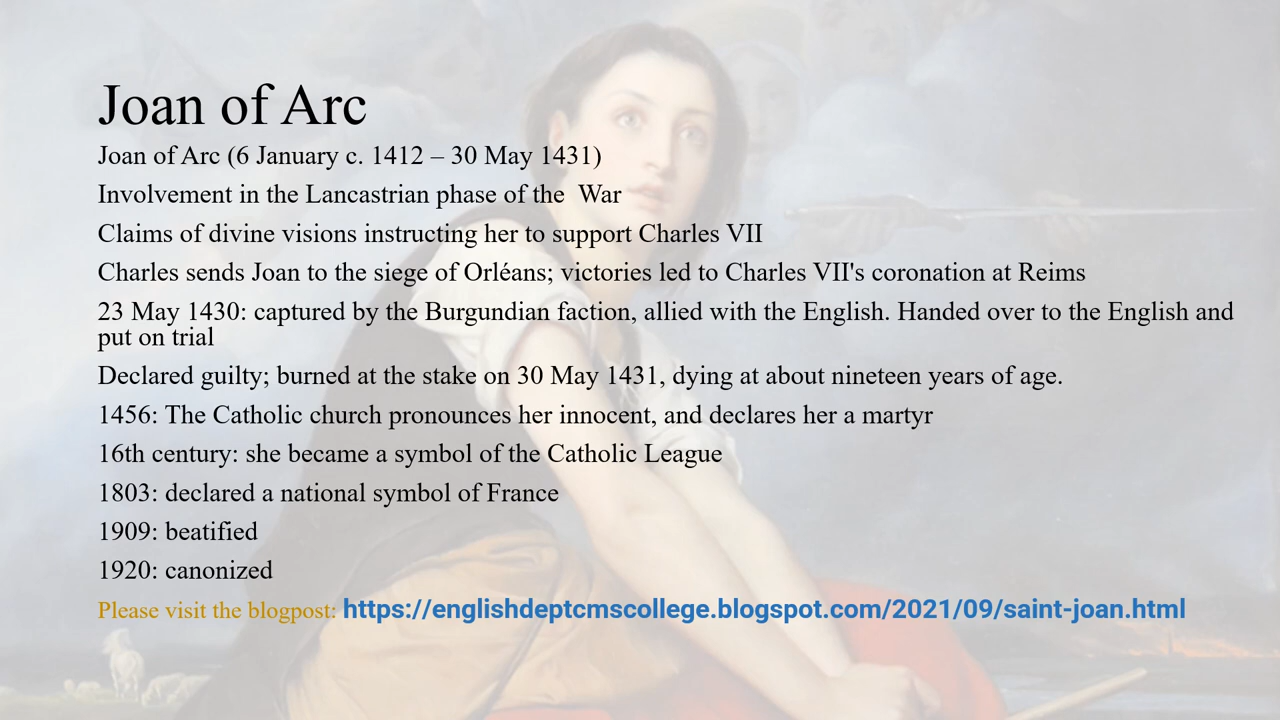 Joan of Arc
Joan of Arc (6 January c. 1412 – 30 May 1431)
Involvement in the Lancastrian phase of the  War
Claims of divine visions instructing her to support Charles VII
Charles sends Joan to the siege of Orléans; victories led to Charles VII's coronation at Reims
23 May 1430: captured by the Burgundian faction, allied with the English. Handed over to the English and
put on trial
Declared guilty; burned at the stake on 30 May 1431, dying at about nineteen years of age.
1456: The Catholic church pronounces her innocent, and declares her a martyr
16th century: she became a symbol of the Catholic League
1803: declared a national symbol of France
1909: beatified
1920: canonized
Please visit the blogpost: https://englishdeptcmscollege.blogspot.com/2021/09/saint-joan.html